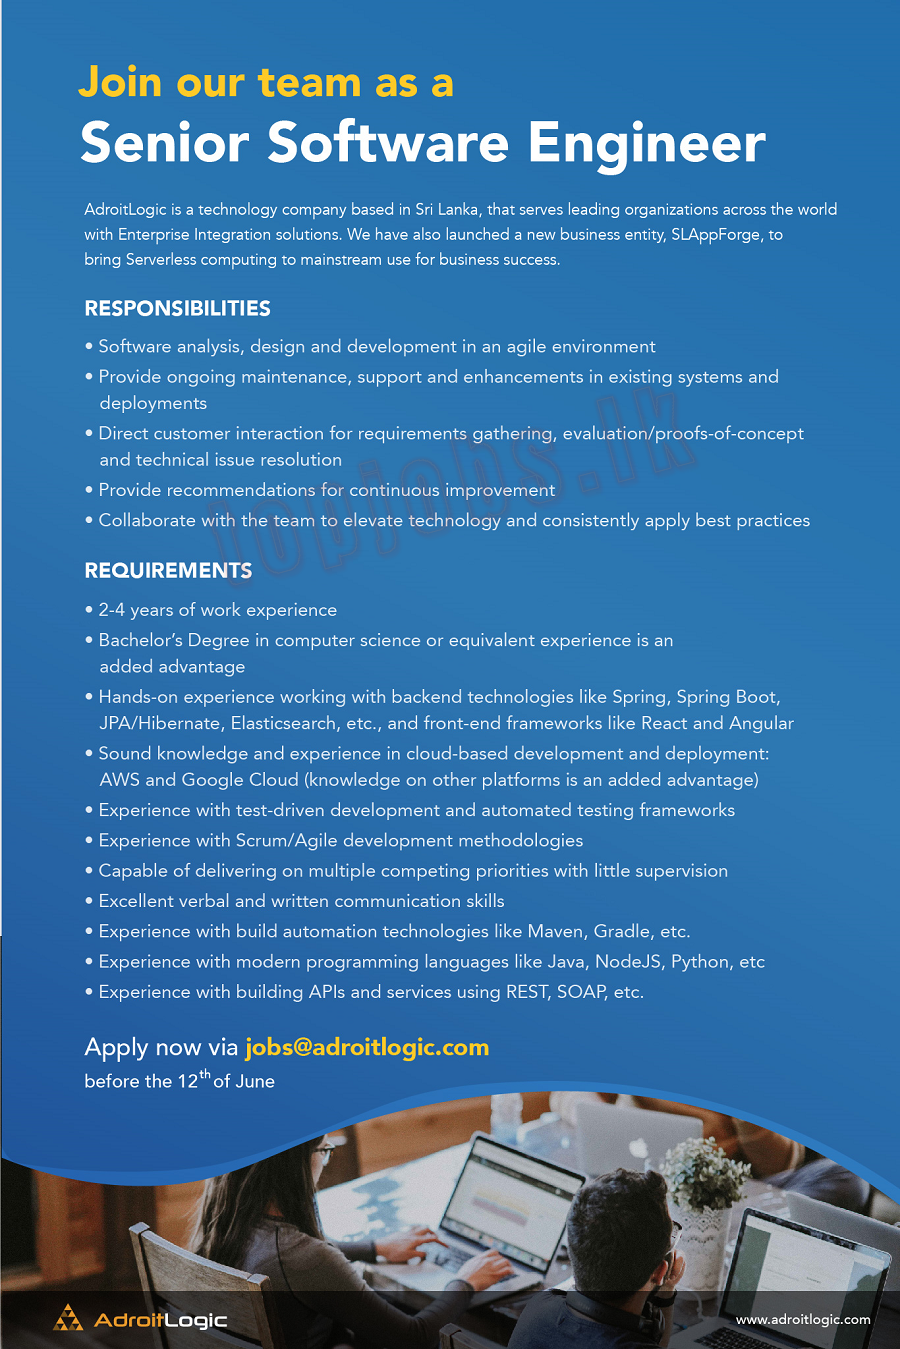 Join our team as a
Senior Software Engineer
AdroitLogic is a technology company based in Sri Lanka, that serves leading organizations across the world
with Enterprise Integration solutions. We have also launched a new business entity, SLAppForge, to
bring Serverless computing to mainstream use for business success.
RESPONSIBILITIES
• Software analysis, design and development in an agile environment
• Provide ongoing maintenance, support and enhancements in existing systems and
deployments
• Direct customer interaction for requirements gathering, evaluation/proofs-of-concept
and technical issue resolution
• Provide recommendations for continuous improvement
• Collaborate with the team to elevate technology and consistently apply best practices
topjobs.lk
REQUIREMENTS
• 2-4 years of work experience
• Bachelor's Degree in computer science or equivalent experience is an
added advantage
• Hands-on experience working with backend technologies like Spring, Spring Boot,
JPA/Hibernate, Elasticsearch, etc., and front-end frameworks like React and Angular
• Sound knowledge and experience in cloud-based development and deployment:
AWS and Google Cloud (knowledge on other platforms is an added advantage)
• Experience with test-driven development and automated testing frameworks
• Experience with Scrum/Agile development methodologies
• Capable of delivering on multiple competing priorities with little supervision
• Excellent verbal and written communication skills
• Experience with build automation technologies like Maven, Gradle, etc.
• Experience with modern programming languages like Java, NodeJS, Python, etc
• Experience with building APIs and services using REST, SOAP, etc.
Apply now via jobs@adroitlogic.com
before the 12th of June
AdroitLogic
www.adroitlogic.com